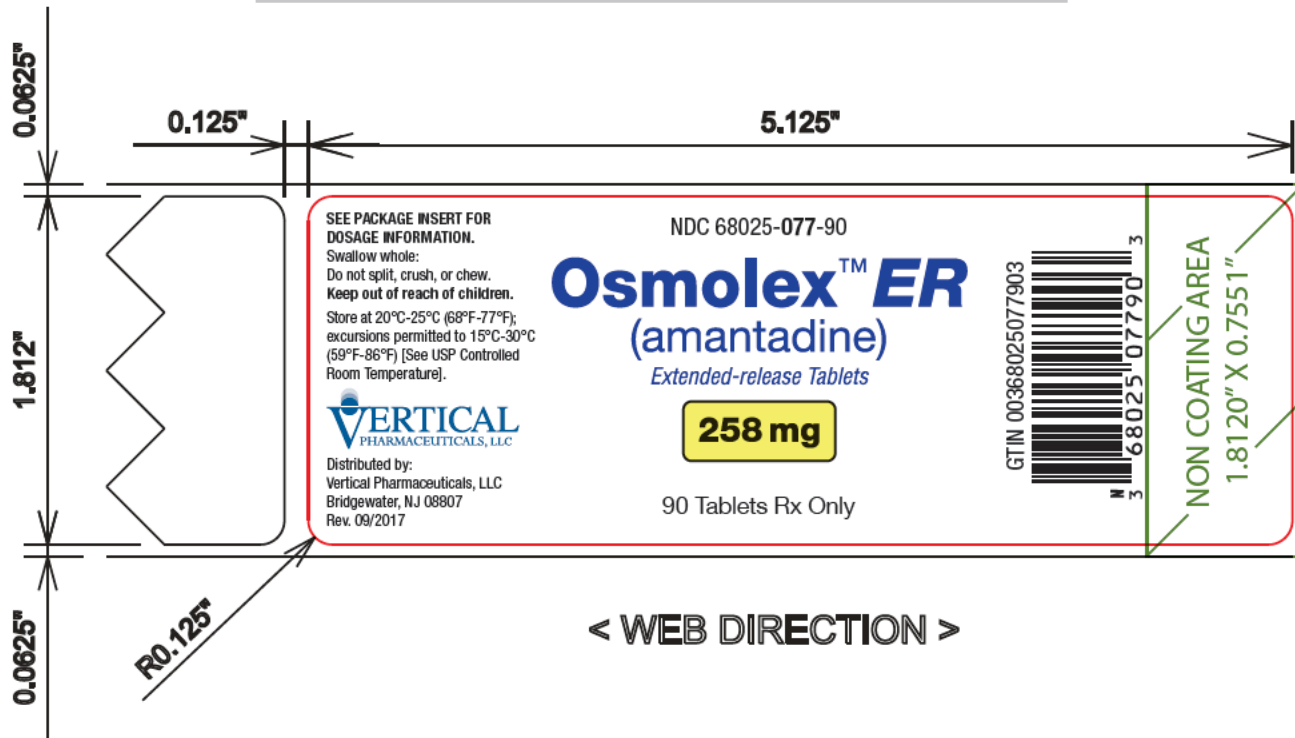 0.0625"
0.125"
5.125"
1.812"
0.0625"
R0.125"
SEE PACKAGE INSERT FOR
DOSAGE INFORMATION.
Swallow whole:
Do not split, crush, or chew.
Keep out of reach of children.
Store at 20°C-25°C (68°F-77°F);
excursions permitted to 15°C-30°C
(59°F-86°F) [See USP Controlled
Room Temperature].
VERTICAL
PHARMACEUTICALS, LLC
Distributed by:
Vertical Pharmaceuticals, LLC
Bridgewater, NJ 08807
Rev. 09/2017
NDC 68025-077-90
Osmolex™ ER
(amantadine)
Extended-release Tablets
258 mg
90 Tablets Rx Only
GTIN 00368025077903
N
3 68025 07790 3
NON COATING AREA
1.8120" X 0.7551"
< WEB DIRECTION >